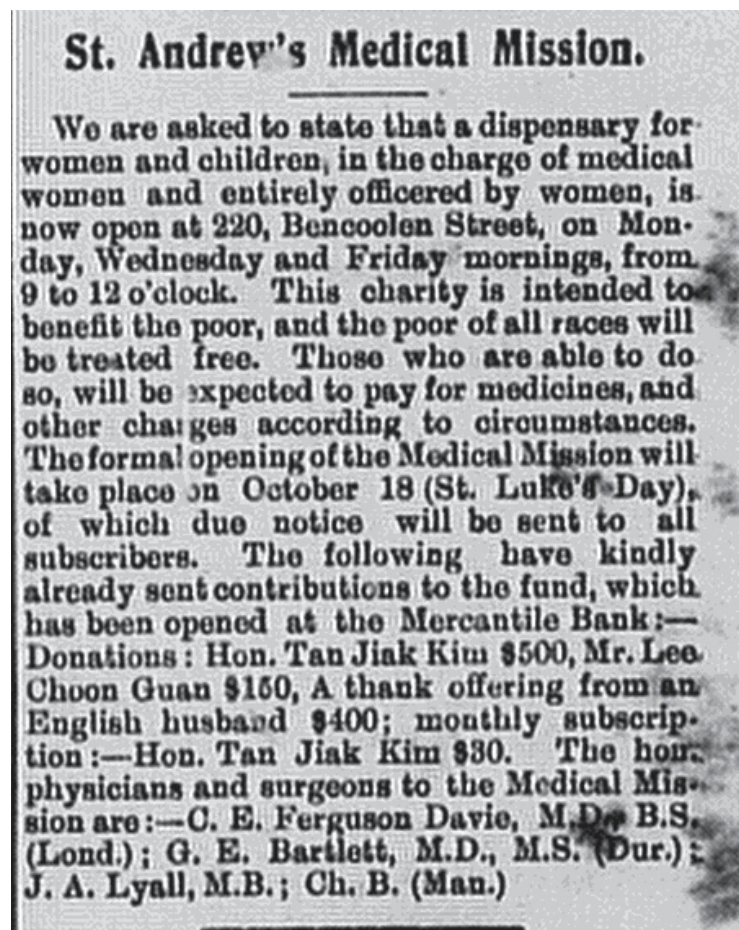 St. Andrew's Medical Mission.
We are asked to state that a dispensary for
women and children, in the charge of medical
women and entirely officered by women, is
now open at 220, Bencoolen Street, on Mon-
day, Wednesday and Friday mornings, from
9 to 12 o'clock. This charity is intended to
benefit the poor, and the poor of all races will
be treated free. Those who are able to do
so, will be expected to pay for medicines, and
other charges according to circumstances.
The formal opening of the Medical Mission will
take place on October 18 (St. Luke's Day),
of which due notice will be sent to all
subscribers. The following have kindly
already sent contributions to the fund, which
has been opened at the Mercantile Bank:—
Donations: Hon. Tan Jiak Kim $500, Mr. Lee
Choon Guan $150, A thank offering from an
English husband $400; monthly subscrip-
tion:—Hon. Tan Jiak Kim $30. The hon.
physicians and surgeons to the Medical Mis-
sion are:—C. E. Ferguson Davie, M.D., B.S.
(Lond.); G. E. Bartlett, M.D., M.S. (Dur.);
J. A. Lyall, M.B.; Ch. B. (Man.)